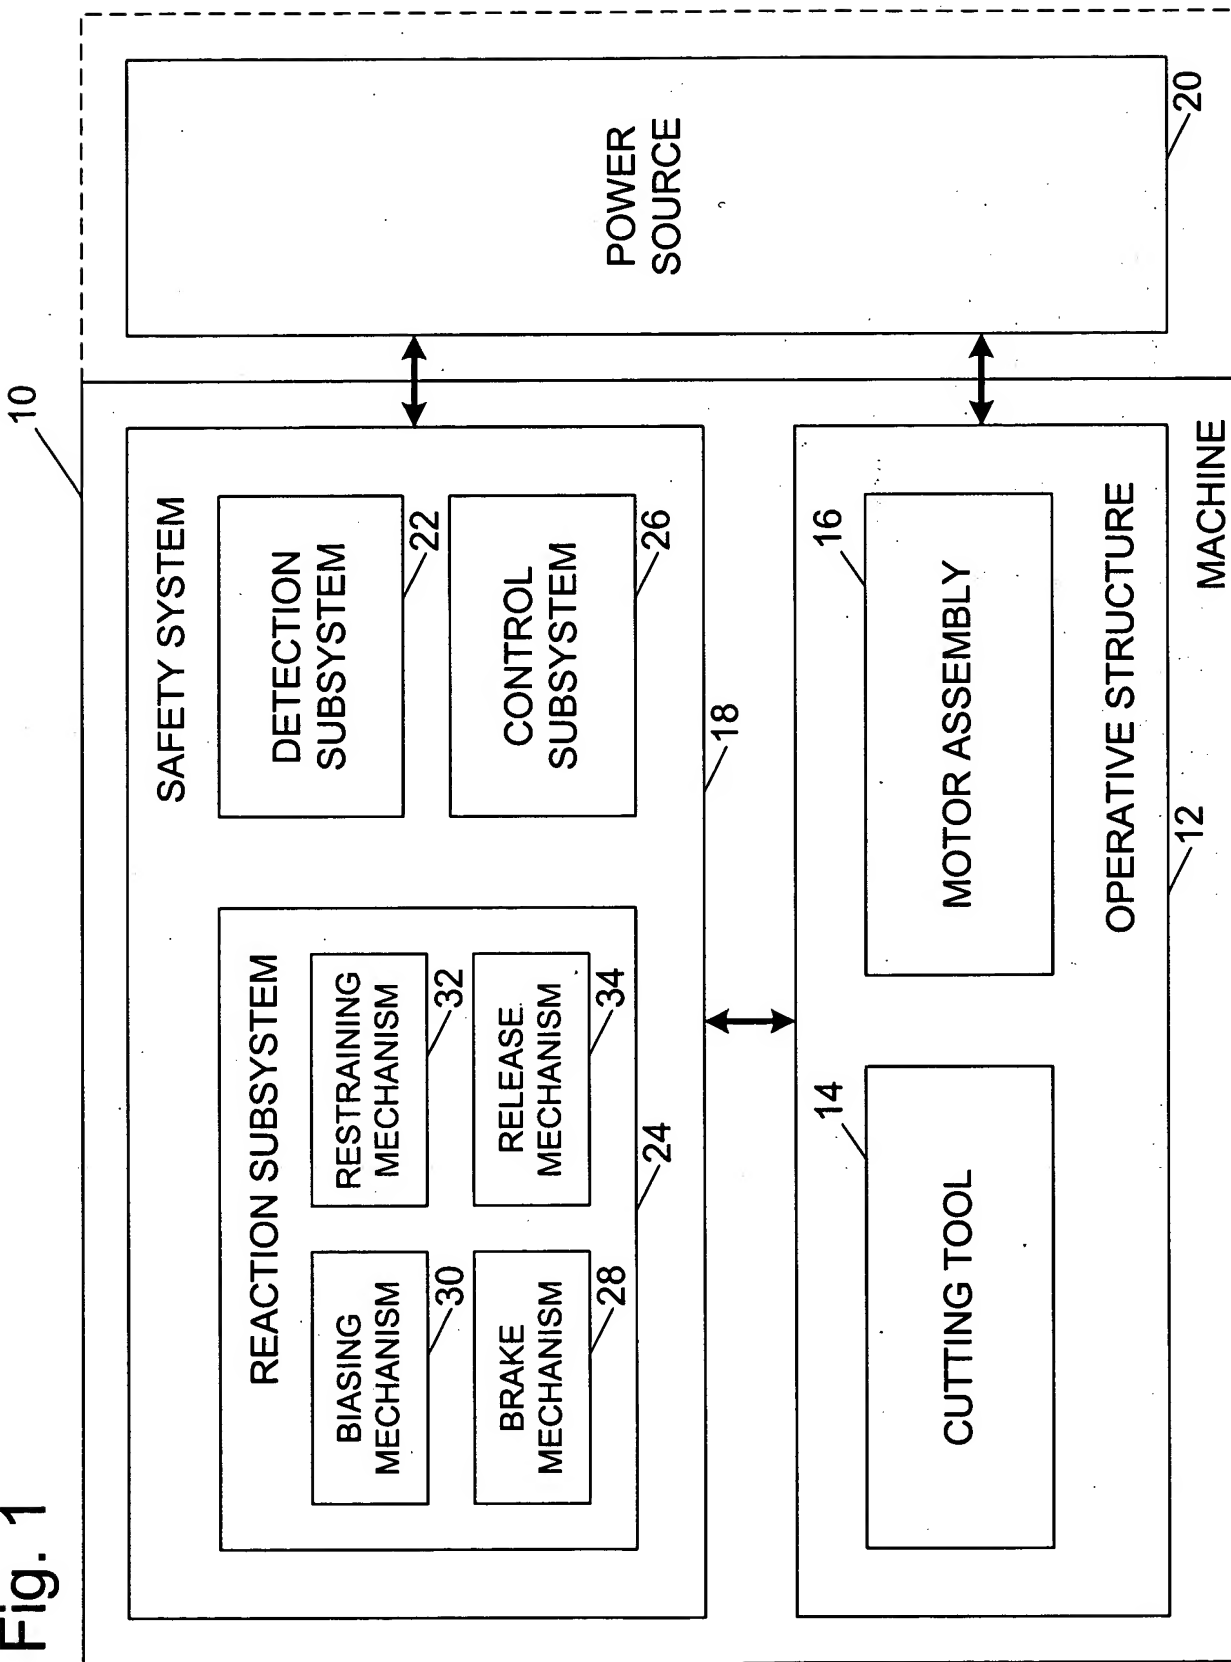 Fig. 1
10
SAFETY SYSTEM
REACTION SUBSYSTEM
BIASING
MECHANISM
30
RESTRAINING
MECHANISM
32
BRAKE
MECHANISM
28
RELEASE
MECHANISM
34
24
DETECTION
SUBSYSTEM
22
CONTROL
SUBSYSTEM
26
18
14
CUTTING TOOL
16
MOTOR ASSEMBLY
OPERATIVE STRUCTURE
12
MACHINE
POWER
SOURCE
20